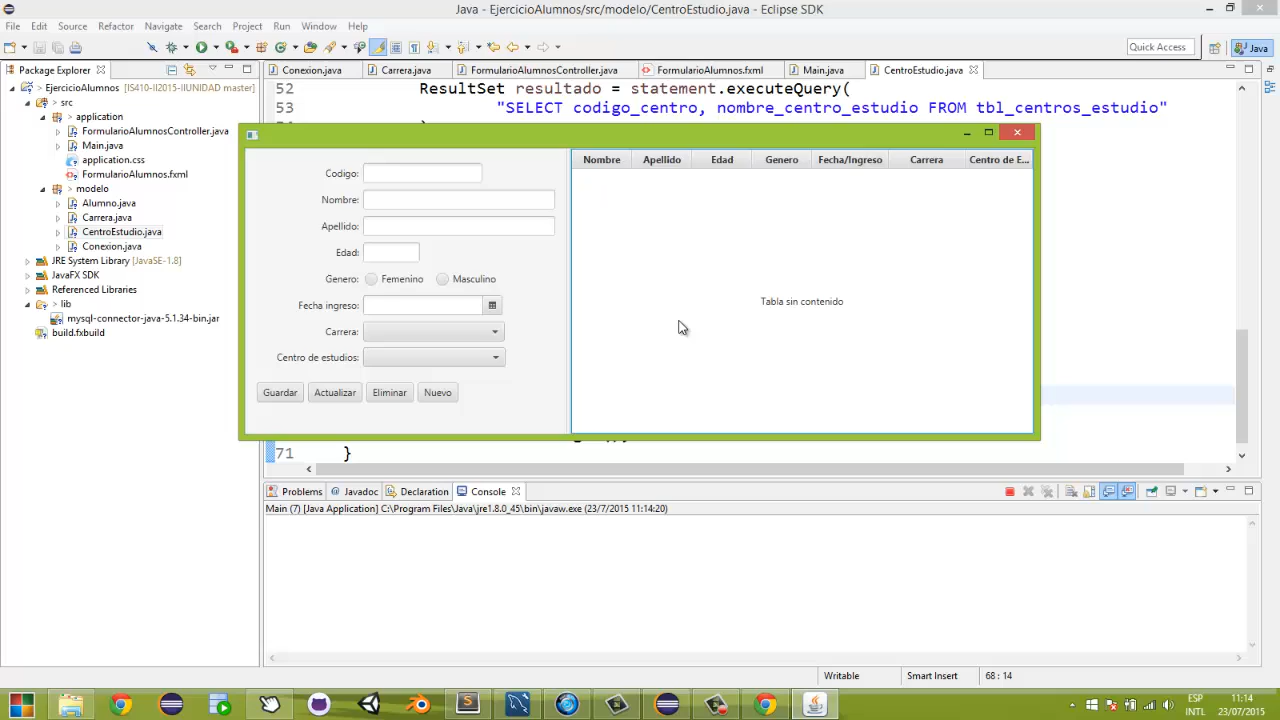 Java - EjercicioAlumnos/src/modelo/CentroEstudio.java - Eclipse SDK
File Edit Source Refactor Navigate Search Project Run Window Help
Quick Access
Java
Package Explorer
Conexion.java
Carrera.java
FormularioAlumnosController.java
FormularioAlumnos.fxml
Main.java
CentroEstudio.java
EjercicioAlumnos [IS410-II2015-IIUNIDAD master]
> src
> application
FormularioAlumnosController.java
> Main.java
application.css
FormularioAlumnos.fxml
> modelo
Alumno.java
Carrera.java
CentroEstudio.java
Conexion.java
JRE System Library [JavaSE-1.8]
JavaFX SDK
Referenced Libraries
> lib
mysql-connector-java-5.1.34-bin.jar
build.fxbuild
52 ResultSet resultado = statement.executeQuery(
53 "SELECT codigo_centro, nombre_centro_estudio FROM tbl_centros_estudio"
71 }
Codigo:
Nombre:
Apellido:
Edad:
Genero: Femenino Masculino
Fecha ingreso:
Carrera:
Centro de estudios:
Guardar Actualizar Eliminar Nuevo
Nombre Apellido Edad Genero Fecha/Ingreso Carrera Centro de E...
Tabla sin contenido
Problems Javadoc Declaration Console
Main (7) [Java Application] C:\Program Files\Java\jre1.8.0_45\bin\javaw.exe (23/7/2015 11:14:20)
Writable Smart Insert 68 : 14
ESP
INTL
11:14
23/07/2015